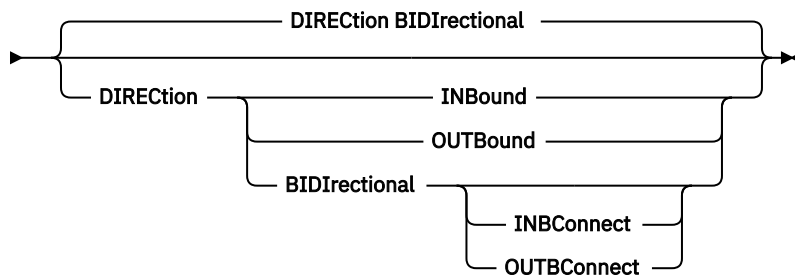 DIRECtion BIDIrectional
DIRECtion INBound
OUTBound
BIDIrectional
INBConnect
OUTBConnect